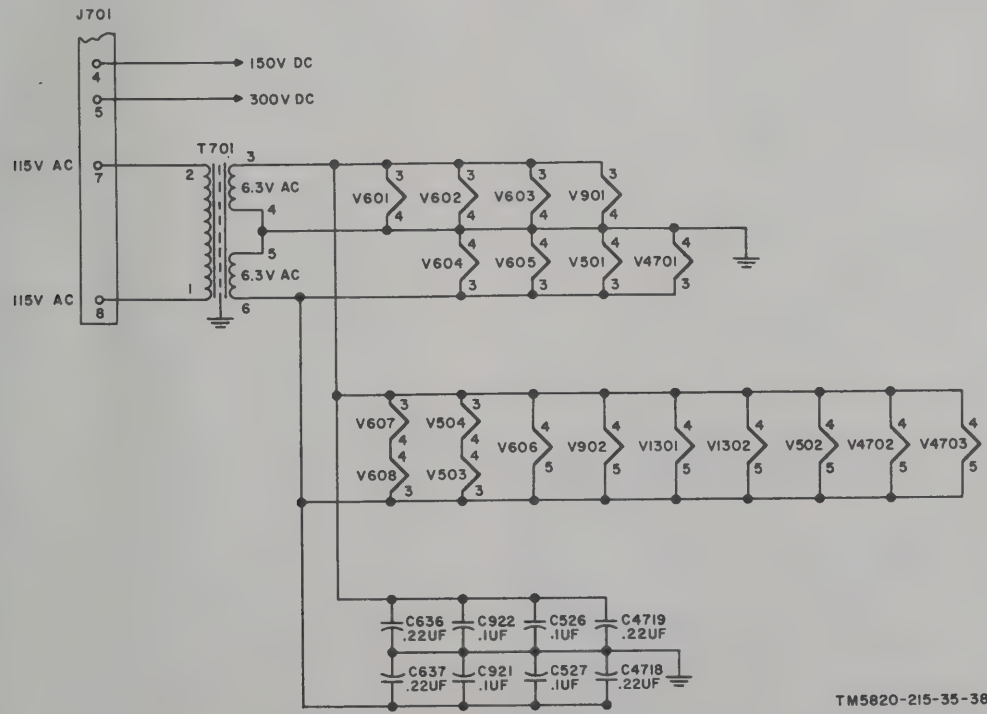 J701
4
150V DC
5
300V DC
T701
115V AC
7
2
3
6.3V AC
4
5
6.3V AC
115V AC
8
1
6
3 3 3 3
V601 V602 V603 V901
4 4 4 4
4 4 4 4
V604 V605 V501 V4701
3 3 3 3
3 3
V607 V504
4 4
4 4
V608 V503
3 3
4 4 4 4 4 4 4
V606 V902 V1301 V1302 V502 V4702 V4703
5 5 5 5 5 5 5
C636 C922 C526 C4719
.22UF .1UF .1UF .22UF
C637 C921 C527 C4718
.22UF .1UF .1UF .22UF
TM5820-215-35-38